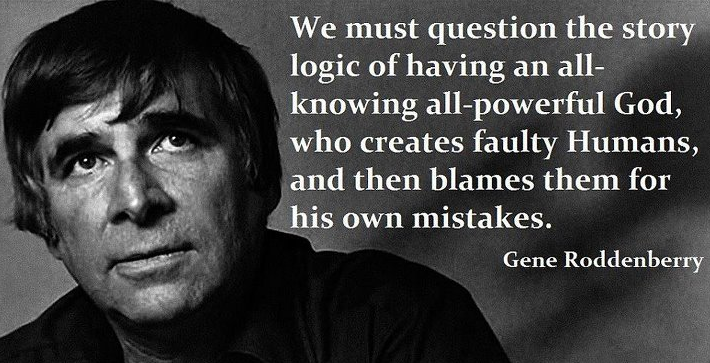 We must question the story
logic of having an all-
knowing all-powerful God,
who creates faulty Humans,
and then blames them for
his own mistakes.
Gene Roddenberry